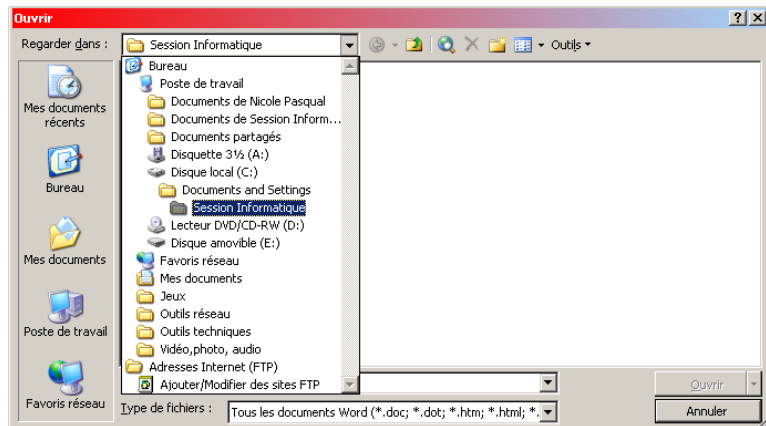 Ouvrir
Regarder dans :
Session Informatique
Outils
Bureau
Poste de travail
Documents de Nicole Pasqual
Documents de Session Inform...
Documents partagés
Disquette 3½ (A:)
Disque local (C:)
Documents and Settings
Session Informatique
Lecteur DVD/CD-RW (D:)
Disque amovible (E:)
Favoris réseau
Mes documents
Jeux
Outils réseau
Outils techniques
Vidéo,photo, audio
Adresses Internet (FTP)
Ajouter/Modifier des sites FTP
Mes documents
récents
Bureau
Mes documents
Poste de travail
Favoris réseau
Ouvrir
Type de fichiers :
Tous les documents Word (*.doc; *.dot; *.htm; *.html; *.
Annuler